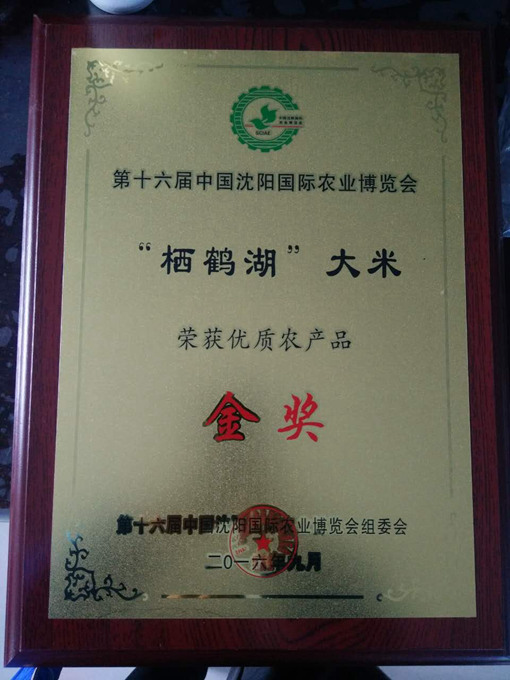 第十六届中国沈阳国际农业博览会
“栖鹤湖”大米
荣获优质农产品
金奖
第十六届中国沈阳国际农业博览会组委会
二〇一六年九月